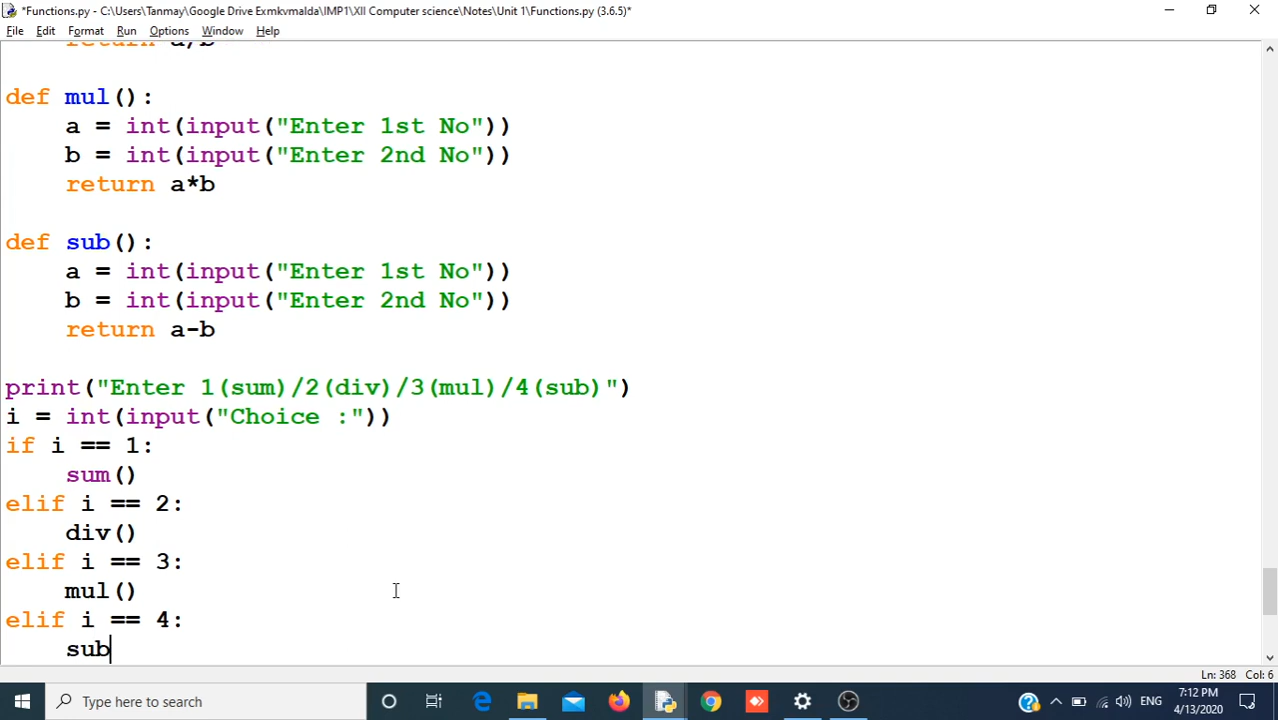 *Functions.py - C:\Users\Tanmay\Google Drive Exmkvmalda\IMP1\XII Computer science\Notes\Unit 1\Functions.py (3.6.5)*
File Edit Format Run Options Window Help
return a/b
def mul():
a = int(input("Enter 1st No"))
b = int(input("Enter 2nd No"))
return a*b
def sub():
a = int(input("Enter 1st No"))
b = int(input("Enter 2nd No"))
return a-b
print("Enter 1(sum)/2(div)/3(mul)/4(sub)")
i = int(input("Choice :"))
if i == 1:
sum()
elif i == 2:
div()
elif i == 3:
mul()
elif i == 4:
sub
Ln: 368 Col: 6
Type here to search
ENG
7:12 PM
4/13/2020